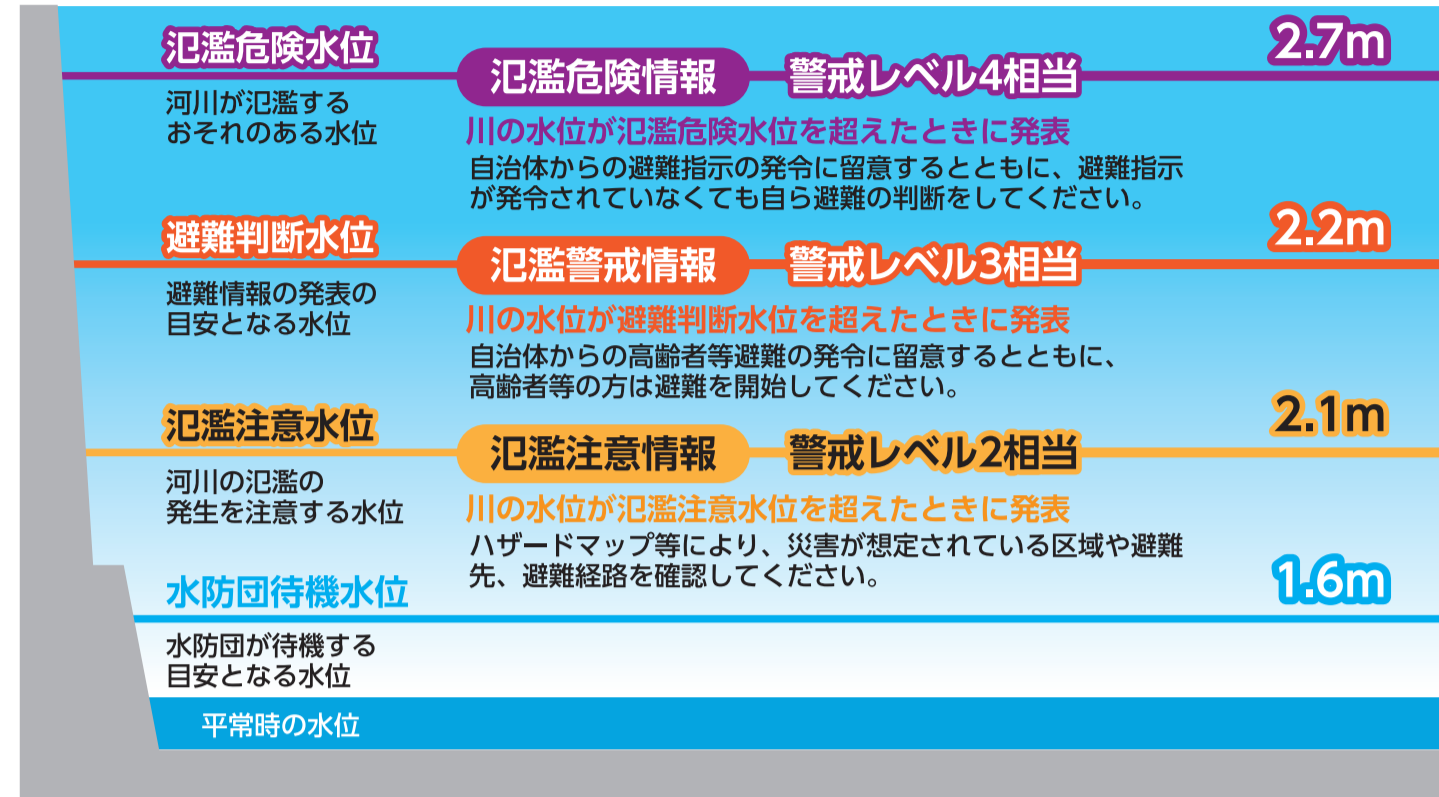 氾濫危険水位
2.7m
氾濫危険情報
警戒レベル4相当
河川が氾濫する
おそれのある水位
川の水位が氾濫危険水位を超えたときに発表
自治体からの避難指示の発令に留意するとともに、避難指示
が発令されていなくても自ら避難の判断をしてください。
避難判断水位
2.2m
氾濫警戒情報
警戒レベル3相当
避難情報の発表の
目安となる水位
川の水位が避難判断水位を超えたときに発表
自治体からの高齢者等避難の発令に留意するとともに、
高齢者等の方は避難を開始してください。
氾濫注意水位
2.1m
氾濫注意情報
警戒レベル2相当
河川の氾濫の
発生を注意する水位
川の水位が氾濫注意水位を超えたときに発表
ハザードマップ等により、災害が想定されている区域や避難
先、避難経路を確認してください。
水防団待機水位
1.6m
水防団が待機する
目安となる水位
平常時の水位